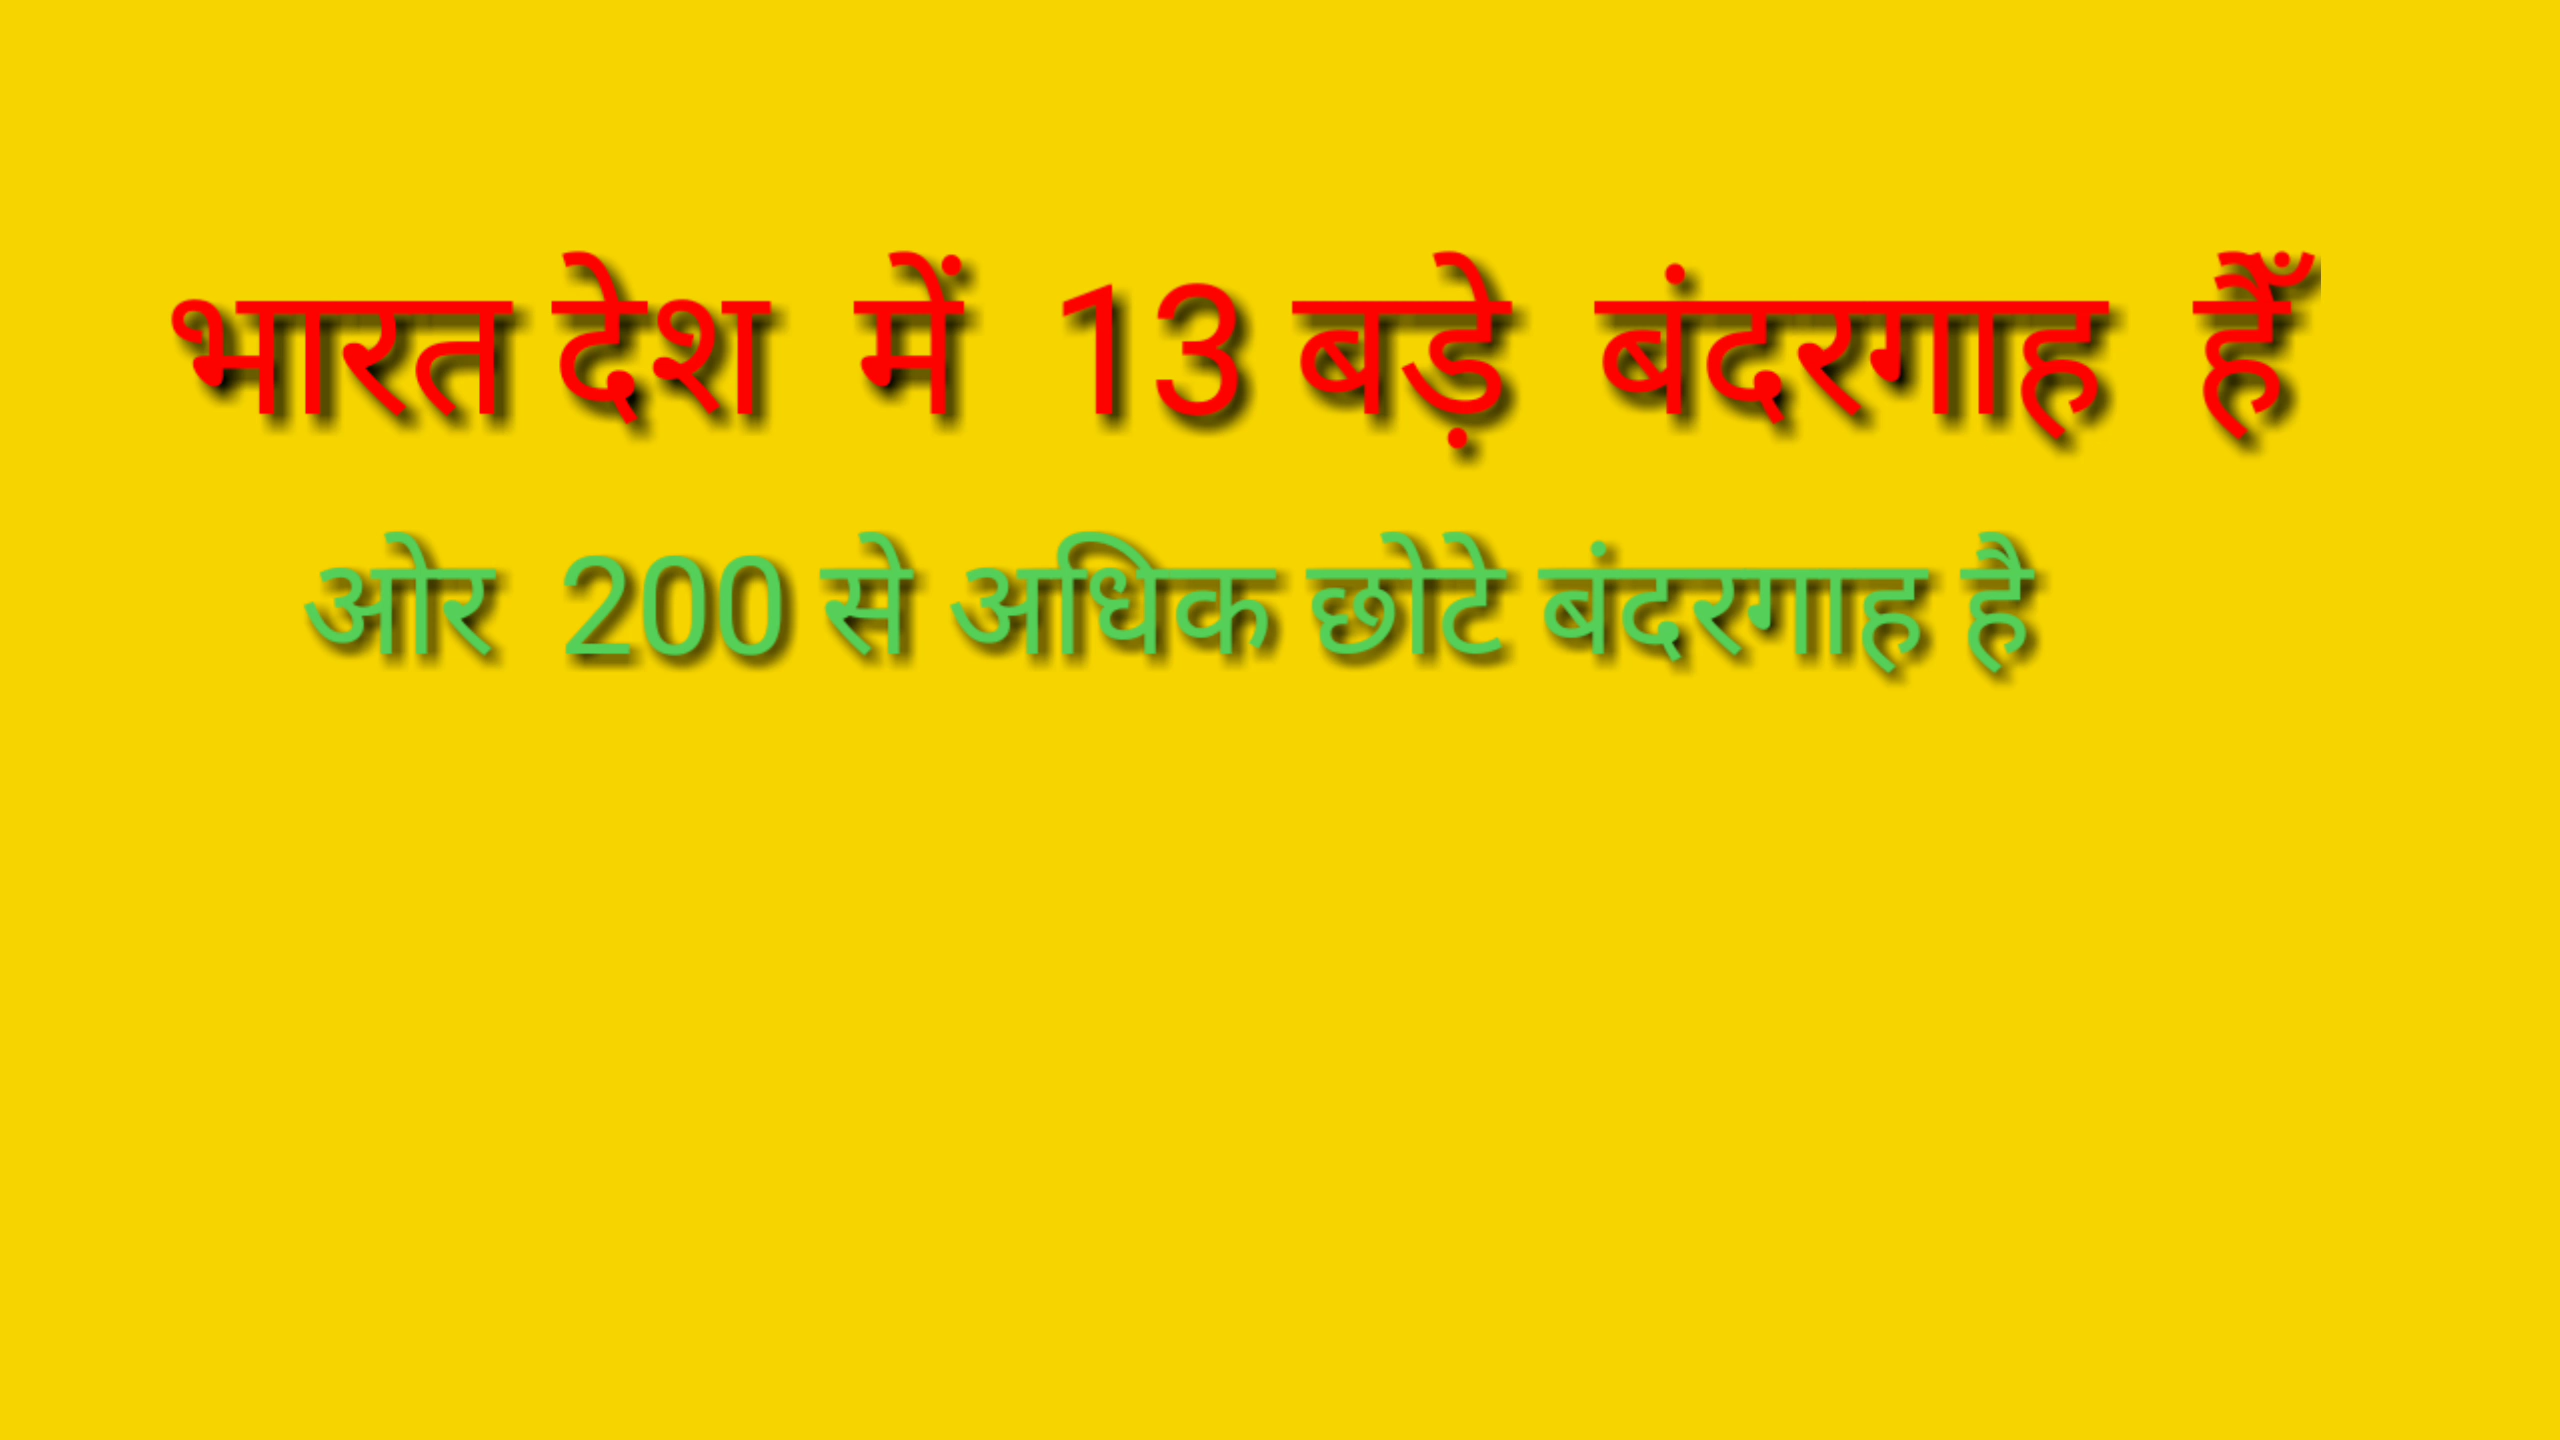 भारत देश में 13 बड़े बंदरगाह हैँ
ओर 200 से अधिक छोटे बंदरगाह है